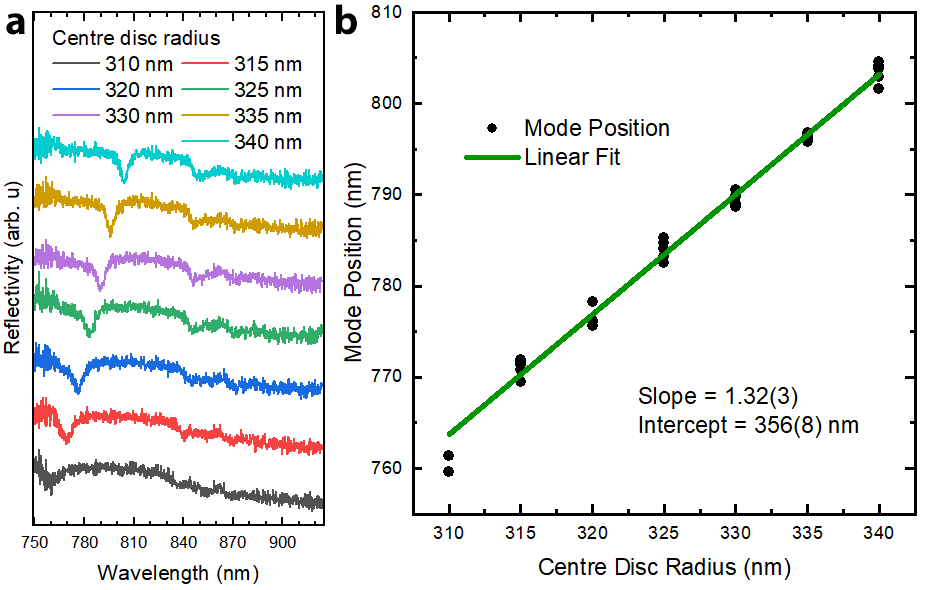 a
Centre disc radius
310 nm 315 nm
320 nm 325 nm
330 nm 335 nm
340 nm
Reflectivity (arb. u)
750 780 810 840 870 900
Wavelength (nm)
b
810
800
790
780
770
760
Mode Position (nm)
Mode Position
Linear Fit
Slope = 1.32(3)
Intercept = 356(8) nm
310 315 320 325 330 335 340
Centre Disc Radius (nm)